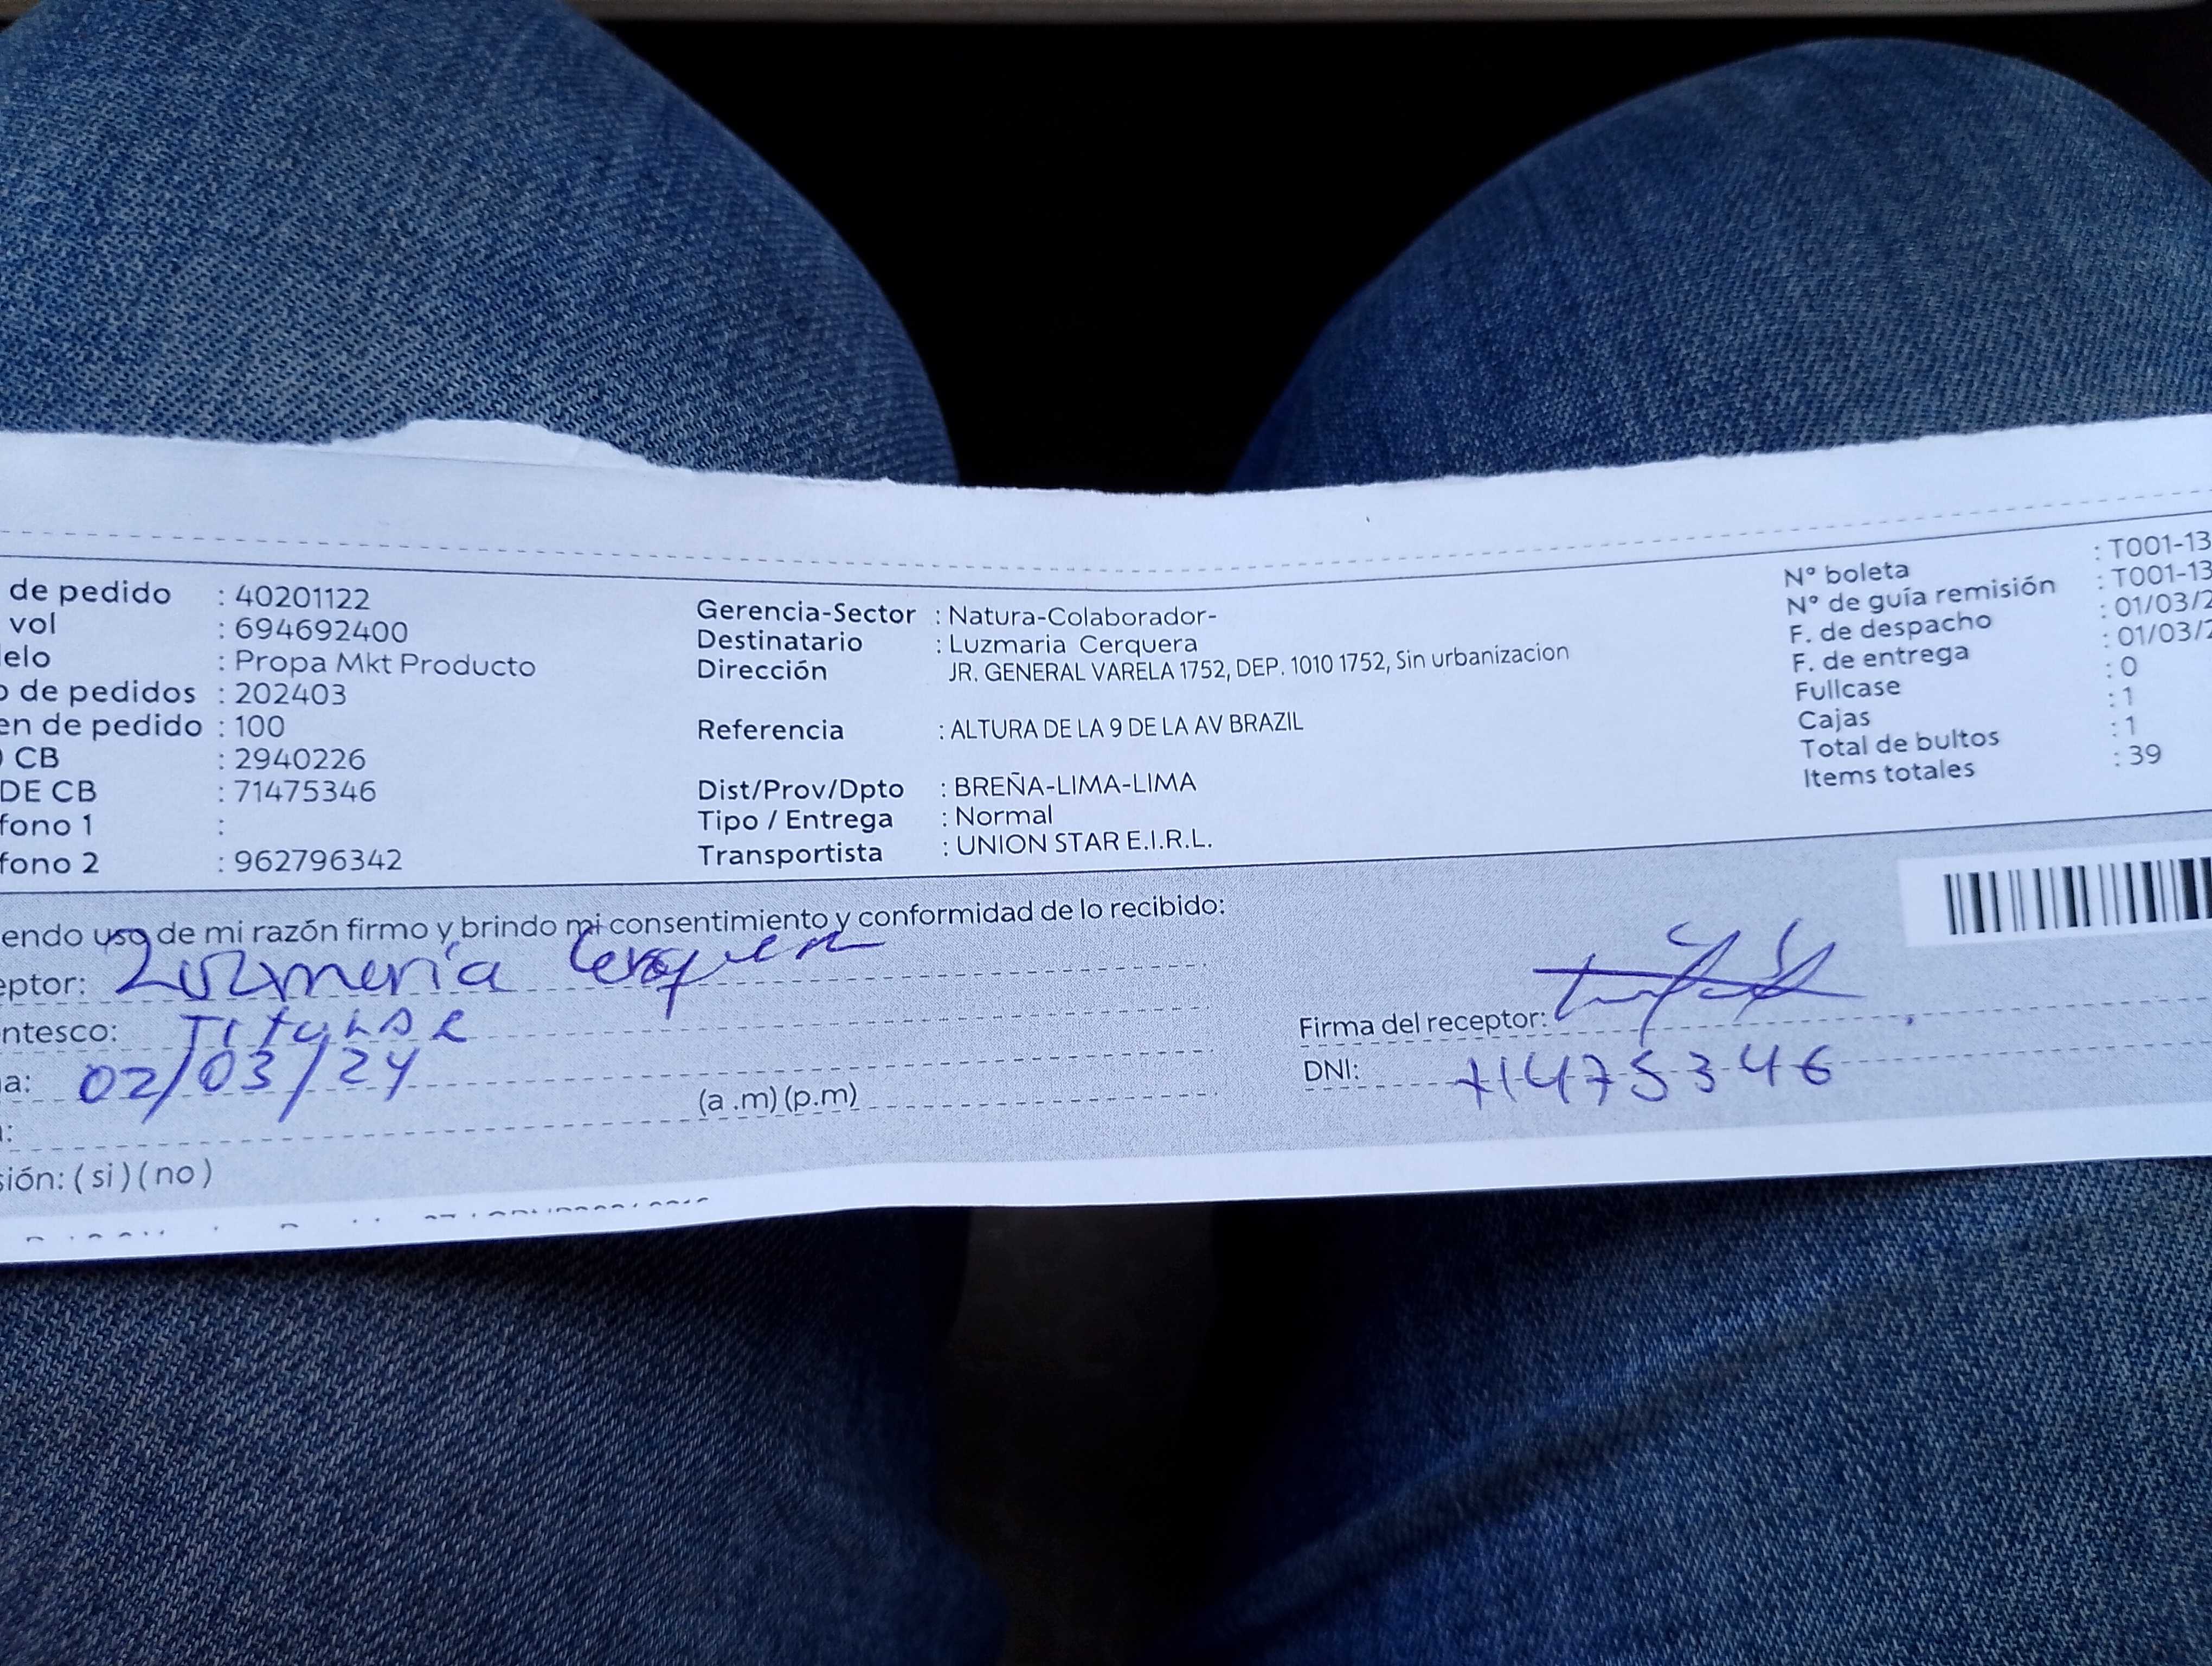 de pedido : 40201122
vol : 694692400
elo : Propa Mkt Producto
o de pedidos : 202403
en de pedido : 100
CB : 2940226
DE CB : 71475346
fono 1 :
fono 2 : 962796342
Gerencia-Sector : Natura-Colaborador-
Destinatario : Luzmaria Cerquera
Dirección JR. GENERAL VARELA 1752, DEP. 1010 1752, Sin urbanizacion
Referencia : ALTURA DE LA 9 DE LA AV BRAZIL
Dist/Prov/Dpto : BREÑA-LIMA-LIMA
Tipo / Entrega : Normal
Transportista : UNION STAR E.I.R.L.
N° boleta : T001-13
N° de guía remisión : T001-13
F. de despacho : 01/03/2
F. de entrega : 01/03/2
Fullcase : 0
Cajas : 1
Total de bultos : 1
Items totales : 39
endo uso de mi razón firmo y brindo mi consentimiento y conformidad de lo recibido:
eptor: Luzmeria Cerquera
ntesco: TITULAR
a: 02/03/24
(a .m) (p.m)
sión: ( si ) ( no )
Firma del receptor:
DNI: 71475346